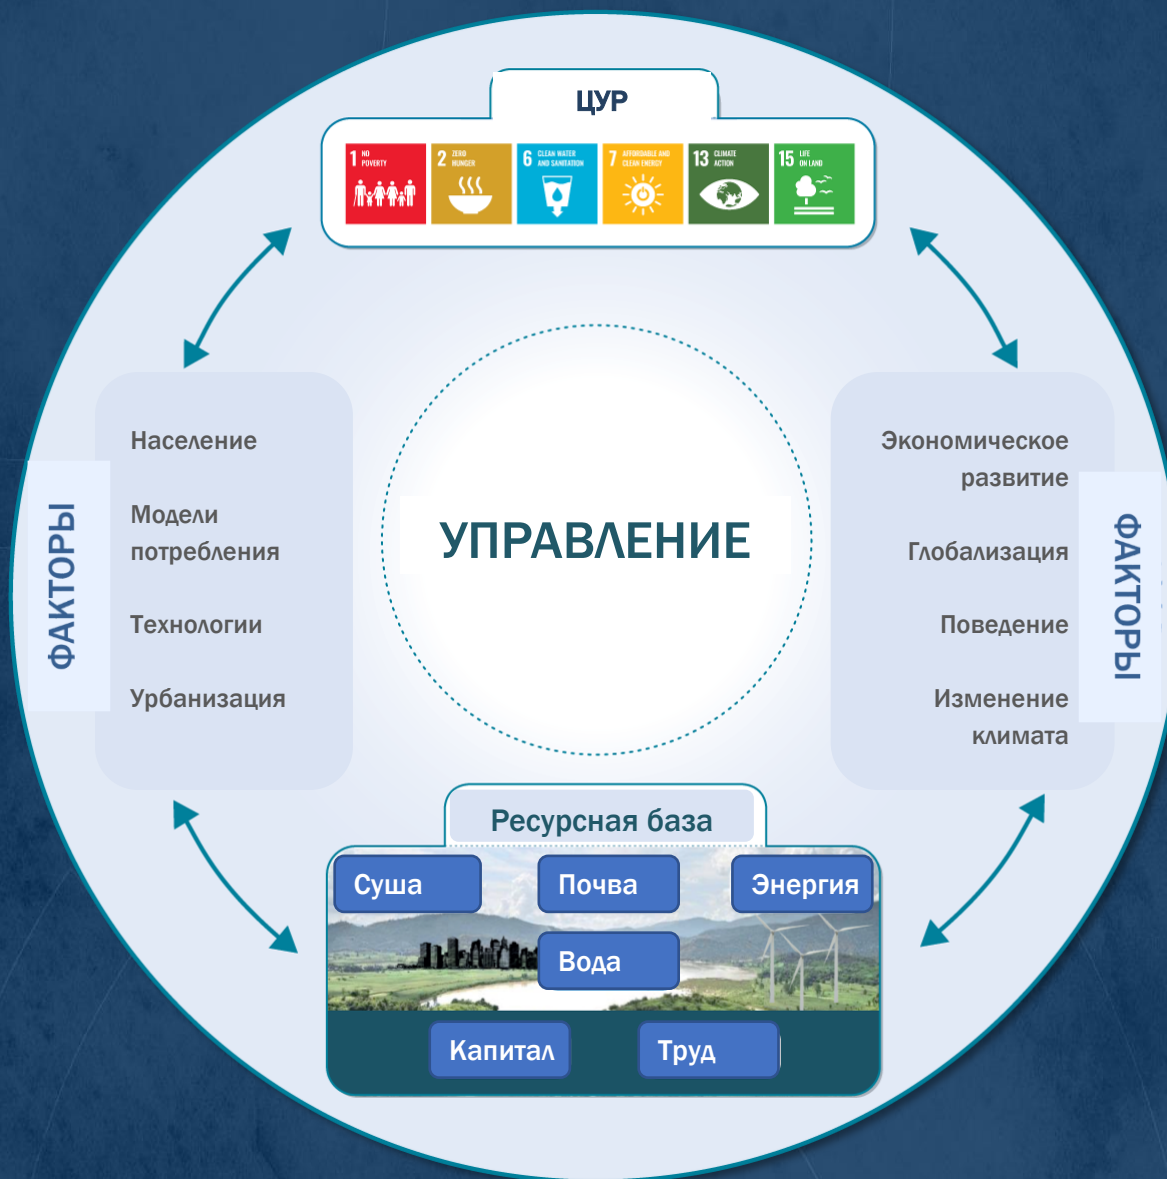 ЦУР
1 NO
POVERTY
2 ZERO
HUNGER
6 CLEAN WATER
AND SANITATION
7 AFFORDABLE AND
CLEAN ENERGY
13 CLIMATE
ACTION
15 LIFE
ON LAND
ФАКТОРЫ
Население
Модели
потребления
Технологии
Урбанизация
УПРАВЛЕНИЕ
Экономическое
развитие
Глобализация
Поведение
Изменение
климата
ФАКТОРЫ
Ресурсная база
Суша
Почва
Энергия
Вода
Капитал
Труд